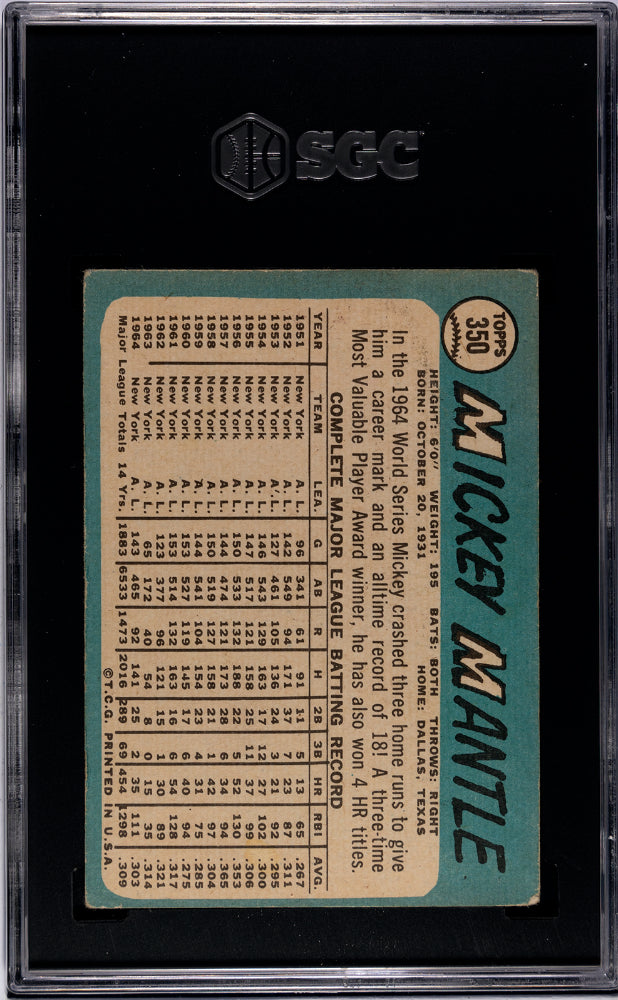 SGC
TOPPS
350
MICKEY MANTLE
HEIGHT: 6'0" WEIGHT: 195 BATS: BOTH THROWS: RIGHT
BORN: OCTOBER 20, 1931 HOME: DALLAS, TEXAS
In the 1964 World Series Mickey crashed three home runs to give
him a career mark and an alltime record of 18! A three-time
Most Valuable Player Award winner, he has also won 4 HR titles.
COMPLETE MAJOR LEAGUE BATTING RECORD
YEAR TEAM LEA. G AB R H 2B 3B HR RBI AVG.
1951 New York A. L. 96 341 61 91 11 5 13 65 .267
1952 New York A. L. 142 549 94 171 37 7 23 87 .311
1953 New York A. L. 127 461 105 136 24 3 21 92 .295
1954 New York A. L. 146 543 129 163 17 12 27 102 .300
1955 New York A. L. 147 517 121 158 25 11 37 99 .306
1956 New York A. L. 150 533 132 188 22 5 52 130 .353
1957 New York A. L. 144 474 121 173 28 6 34 94 .365
1958 New York A. L. 150 519 127 158 21 1 42 97 .304
1959 New York A. L. 144 541 104 154 23 4 31 75 .285
1960 New York A. L. 153 527 119 145 17 6 40 94 .275
1961 New York A. L. 153 514 132 163 16 6 54 128 .317
1962 New York A. L. 123 377 96 121 15 1 30 89 .321
1963 New York A. L. 65 172 40 54 8 0 15 35 .314
1964 New York A. L. 143 465 92 141 25 2 35 111 .303
Major League Totals 14 Yrs. 1883 6533 1473 2016 289 69 454 1298 .309
©T.C.G. PRINTED IN U.S.A.